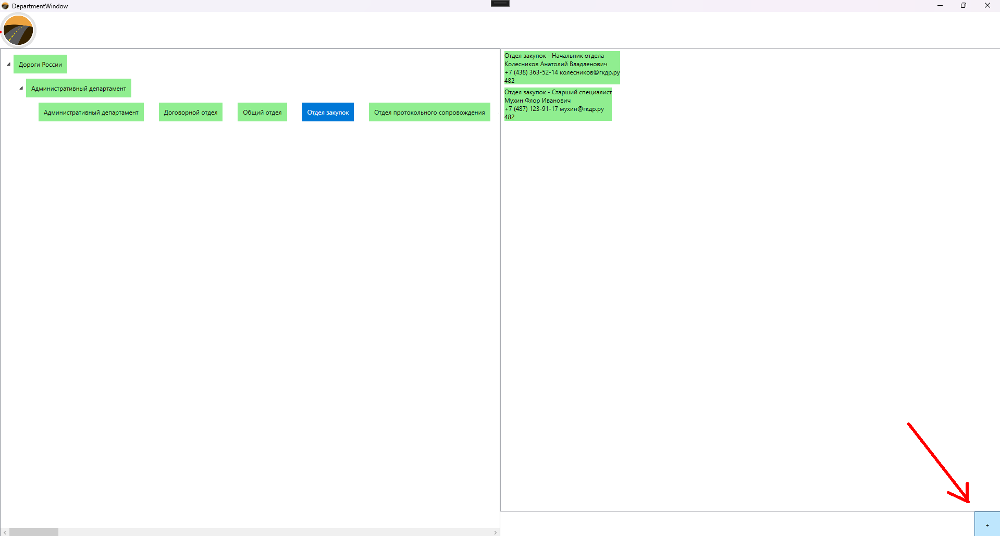 DepartmentWindow
Дороги России
Административный департамент
Административный департамент
Договорной отдел
Общий отдел
Отдел закупок
Отдел протокольного сопровождения
Отдел закупок - Начальник отдела
Колесников Анатолий Владленович
+7 (438) 363-52-14 колесников@гкдр.ру
482
Отдел закупок - Старший специалист
Мухин Флор Иванович
+7 (487) 123-91-17 мухин@гкдр.ру
482
+